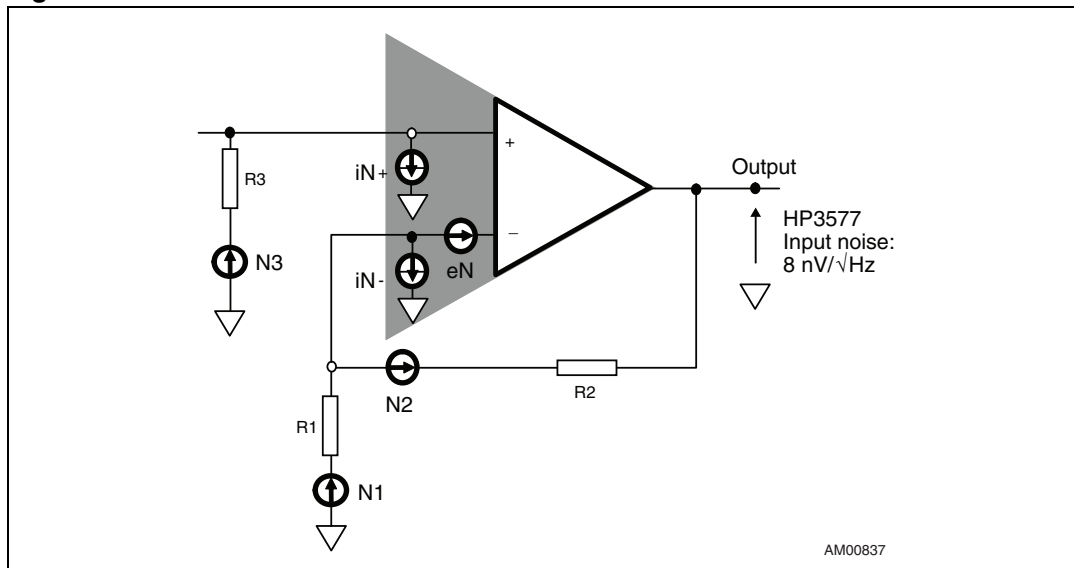 +
iN+
R3
N3
−
eN
iN-
Output
HP3577
Input noise:
8 nV/√Hz
N2
R2
R1
N1
AM00837